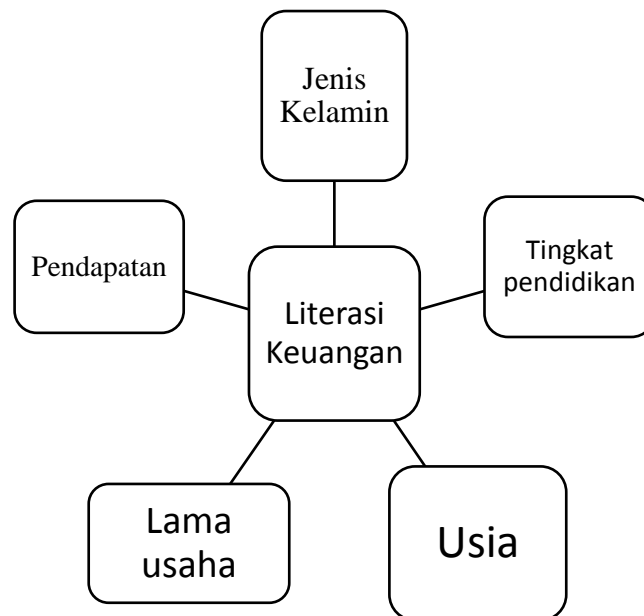 Jenis
Kelamin
Pendapatan
Tingkat
pendidikan
Literasi
Keuangan
Lama
usaha
Usia